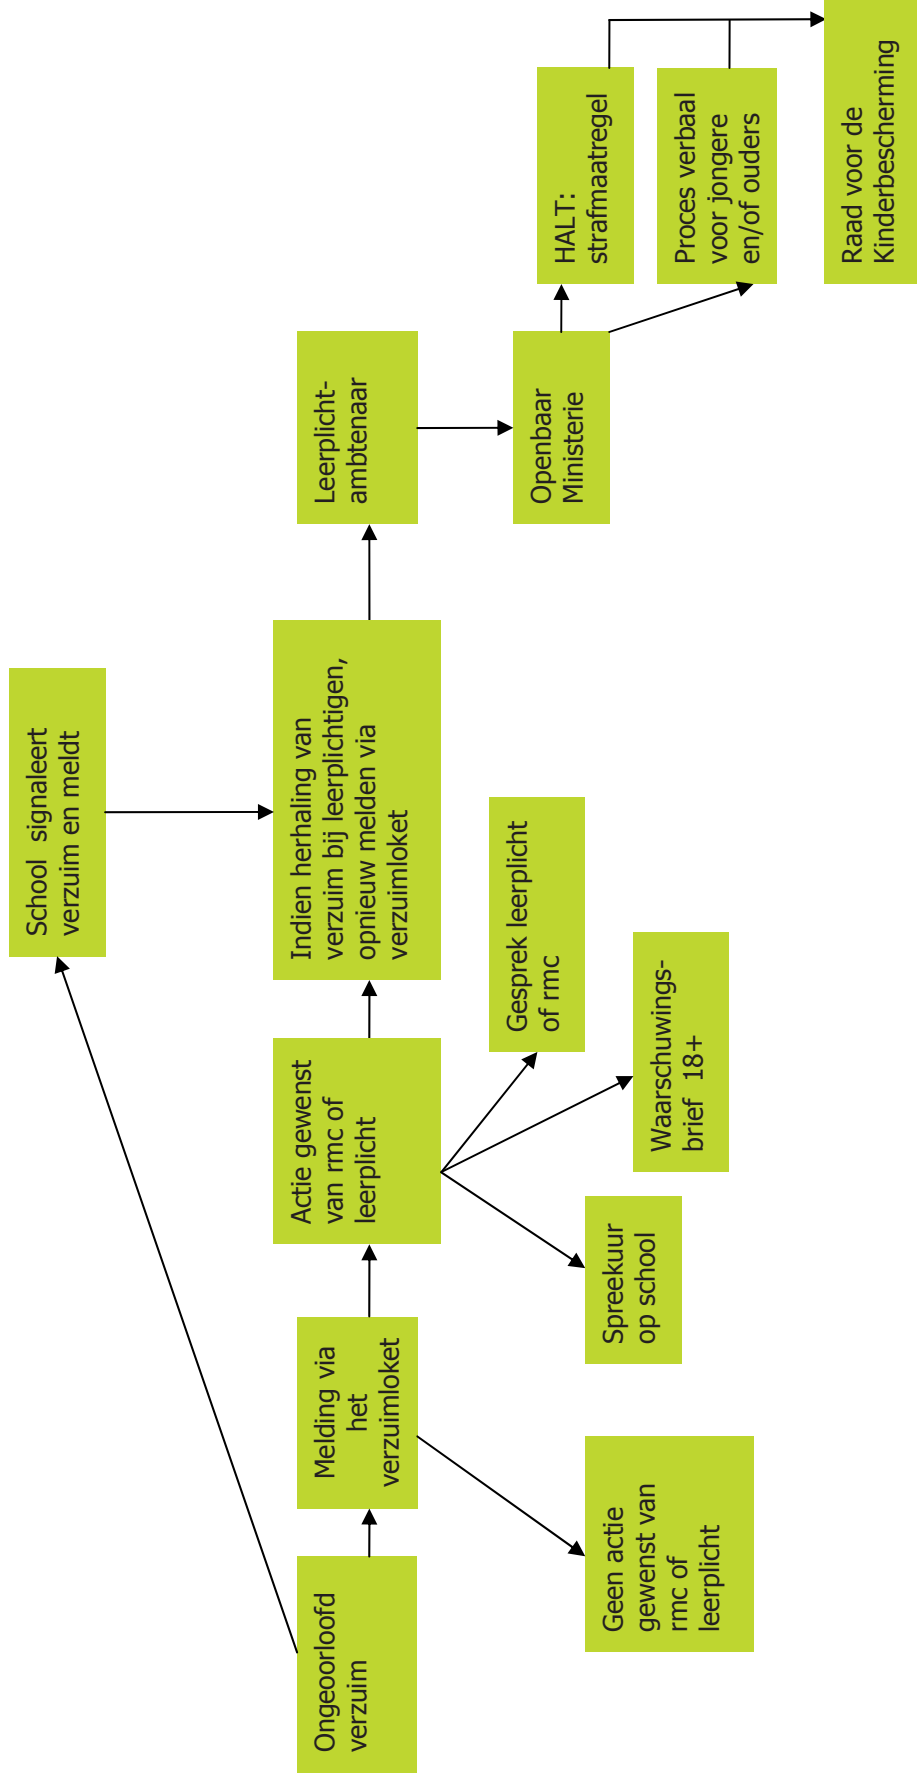 School signaleert
verzuim en meldt
Ongeoorloofd
verzuim
Melding via
het
verzuimloket
Actie gewenst
van rmc of
leerplicht
Indien herhaling van
verzuim bij leerplichtigen,
opnieuw melden via
verzuimloket
Leerplicht-
ambtenaar
Geen actie
gewenst van
rmc of
leerplicht
Spreekuur
op school
Waarschuwings-
brief 18+
Gesprek leerplicht
of rmc
Openbaar
Ministerie
HALT:
strafmaatregel
Proces verbaal
voor jongere
en/of ouders
Raad voor de
Kinderbescherming